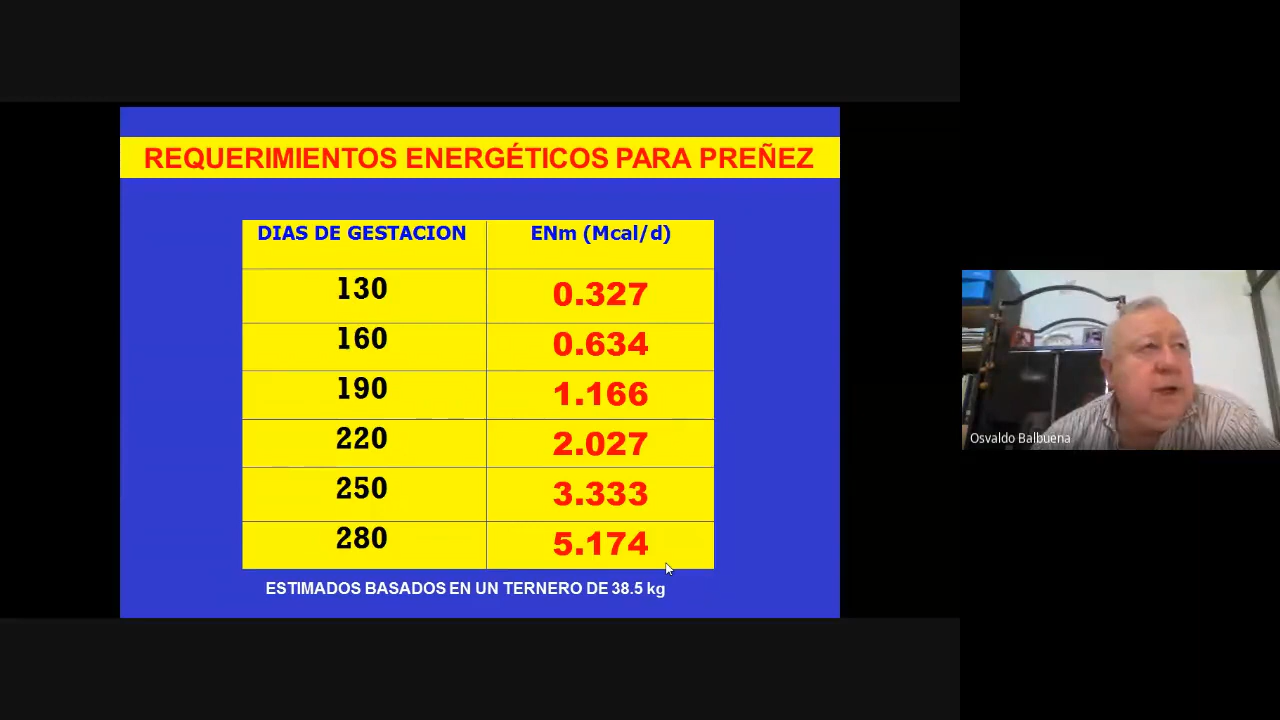 REQUERIMIENTOS ENERGÉTICOS PARA PREÑEZ
DIAS DE GESTACION ENm (Mcal/d)
130 0.327
160 0.634
190 1.166
220 2.027
250 3.333
280 5.174
ESTIMADOS BASADOS EN UN TERNERO DE 38.5 kg
Osvaldo Balbuena